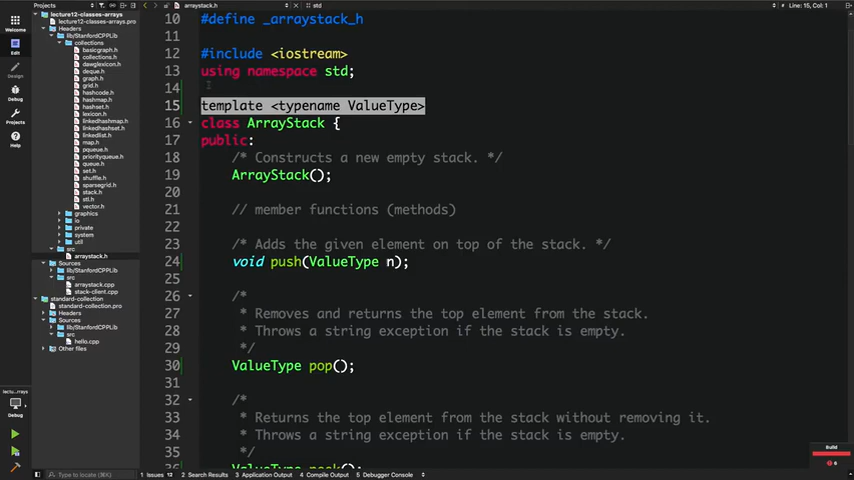 Projects
arraystack.h
std
Line: 15, Col: 1
Welcome
Edit
Design
Debug
Projects
Help
lecture12-classes-arrays
lecture12-classes-arrays.pro
Headers
lib/StanfordCPPLib
collections
basicgraph.h
collections.h
dawglexicon.h
deque.h
graph.h
grid.h
hashcode.h
hashmap.h
hashset.h
lexicon.h
linkedhashmap.h
linkedhashset.h
linkedlist.h
map.h
pqueue.h
priorityqueue.h
queue.h
set.h
shuffle.h
sparsegrid.h
stack.h
stl.h
vector.h
graphics
io
private
system
util
src
arraystack.h
Sources
lib/StanfordCPPLib
src
arraystack.cpp
stack-client.cpp
standard-collection
standard-collection.pro
Headers
Sources
lib/StanfordCPPLib
src
hello.cpp
Other files
lectu...rrays
Debug
10 #define _arraystack_h
11
12 #include <iostream>
13 using namespace std;
14
15 template <typename ValueType>
16 class ArrayStack {
17 public:
18 /* Constructs a new empty stack. */
19 ArrayStack();
20
21 // member functions (methods)
22
23 /* Adds the given element on top of the stack. */
24 void push(ValueType n);
25
26 /*
27 * Removes and returns the top element from the stack.
28 * Throws a string exception if the stack is empty.
29 */
30 ValueType pop();
31
32 /*
33 * Returns the top element from the stack without removing it.
34 * Throws a string exception if the stack is empty.
35 */
36 ValueType peek();
Build
6
Type to locate (⌘K)
1 Issues
2 Search Results
3 Application Output
4 Compile Output
5 Debugger Console